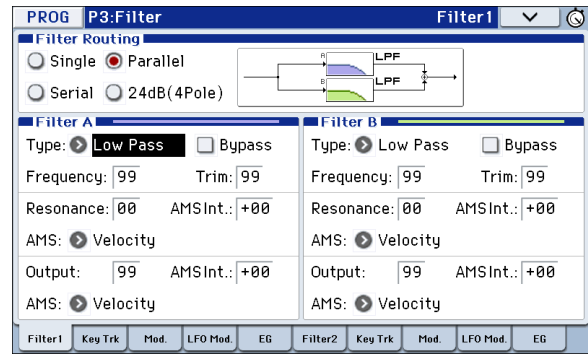 PROG P3:Filter Filter1
Filter Routing
Single Parallel
Serial 24dB(4Pole)
A LPF
B LPF
Filter A
Type: Low Pass Bypass
Frequency: 99 Trim: 99
Resonance: 00 AMS Int.: +00
AMS: Velocity
Output: 99 AMS Int.: +00
AMS: Velocity
Filter B
Type: Low Pass Bypass
Frequency: 99 Trim: 99
Resonance: 00 AMS Int.: +00
AMS: Velocity
Output: 99 AMS Int.: +00
AMS: Velocity
Filter1 Key Trk Mod. LFO Mod. EG Filter2 Key Trk Mod. LFO Mod. EG